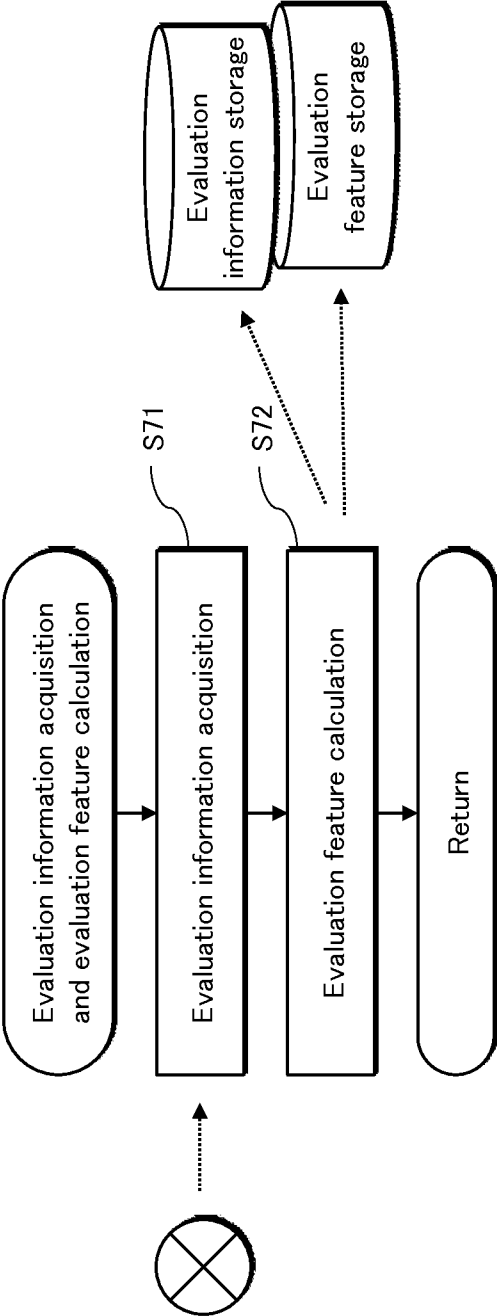 Evaluation information acquisition
and evaluation feature calculation
S71
Evaluation information acquisition
S72
Evaluation feature calculation
Return
Evaluation
information storage
Evaluation
feature storage